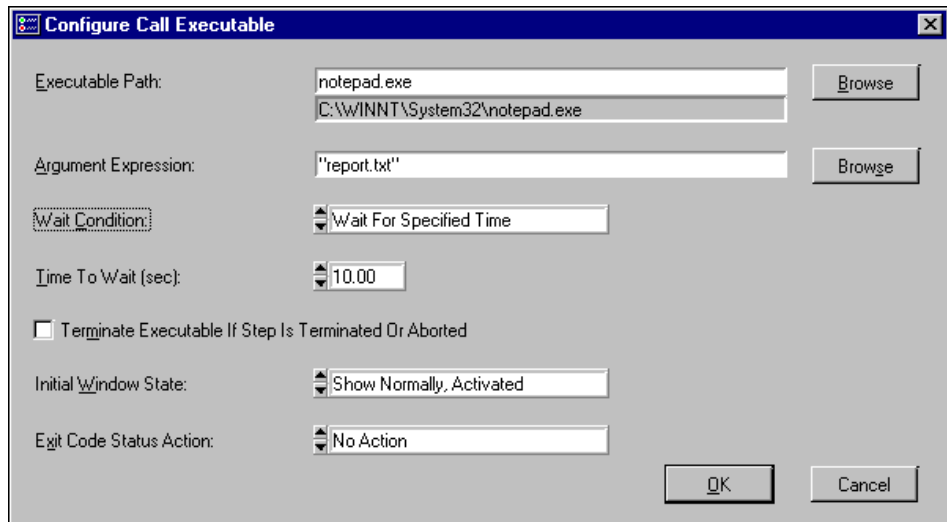 Configure Call Executable
Executable Path:
notepad.exe
Browse
C:\WINNT\System32\notepad.exe
Argument Expression:
"report.txt"
Browse
Wait Condition:
Wait For Specified Time
Time To Wait (sec):
10.00
Terminate Executable If Step Is Terminated Or Aborted
Initial Window State:
Show Normally, Activated
Exit Code Status Action:
No Action
OK
Cancel